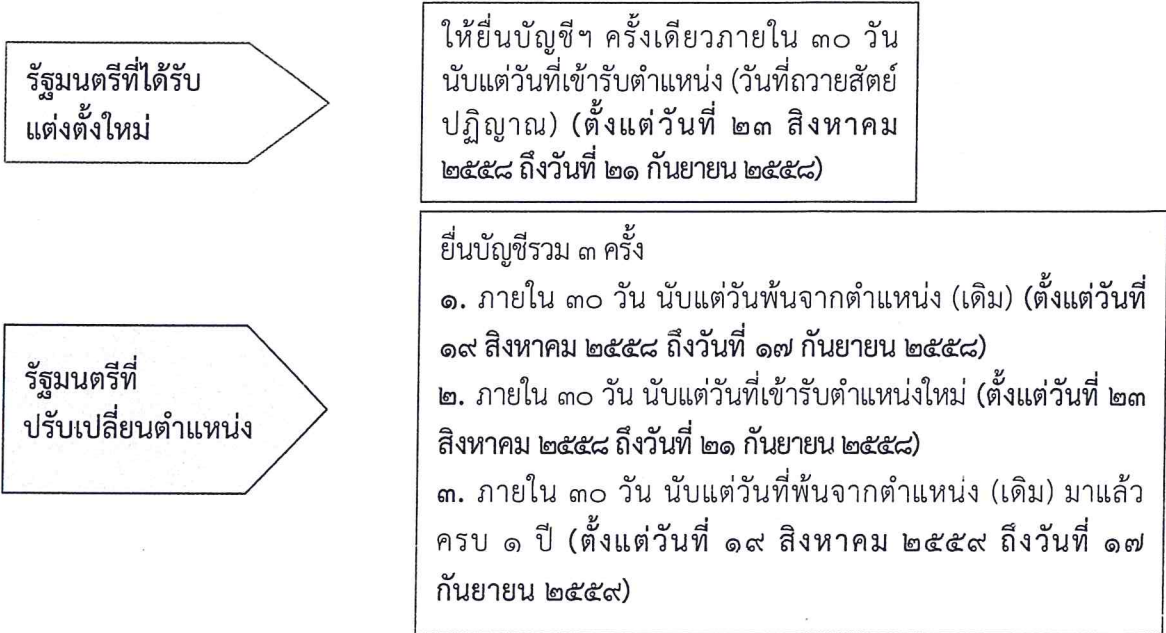 รัฐมนตรีที่ได้รับ
แต่งตั้งใหม่
ให้ยื่นบัญชีฯ ครั้งเดียวภายใน ๓๐ วัน
นับแต่วันที่เข้ารับตำแหน่ง (วันที่ถวายสัตย์
ปฏิญาณ) (ตั้งแต่วันที่ ๒๓ สิงหาคม
๒๕๕๘ ถึงวันที่ ๒๑ กันยายน ๒๕๕๘)
รัฐมนตรีที่
ปรับเปลี่ยนตำแหน่ง
ยื่นบัญชีรวม ๓ ครั้ง
๑. ภายใน ๓๐ วัน นับแต่วันพ้นจากตำแหน่ง (เดิม) (ตั้งแต่วันที่
๑๙ สิงหาคม ๒๕๕๘ ถึงวันที่ ๑๗ กันยายน ๒๕๕๘)
๒. ภายใน ๓๐ วัน นับแต่วันที่เข้ารับตำแหน่งใหม่ (ตั้งแต่วันที่ ๒๓
สิงหาคม ๒๕๕๘ ถึงวันที่ ๒๑ กันยายน ๒๕๕๘)
๓. ภายใน ๓๐ วัน นับแต่วันที่พ้นจากตำแหน่ง (เดิม) มาแล้ว
ครบ ๑ ปี (ตั้งแต่วันที่ ๑๙ สิงหาคม ๒๕๕๙ ถึงวันที่ ๑๗
กันยายน ๒๕๕๙)